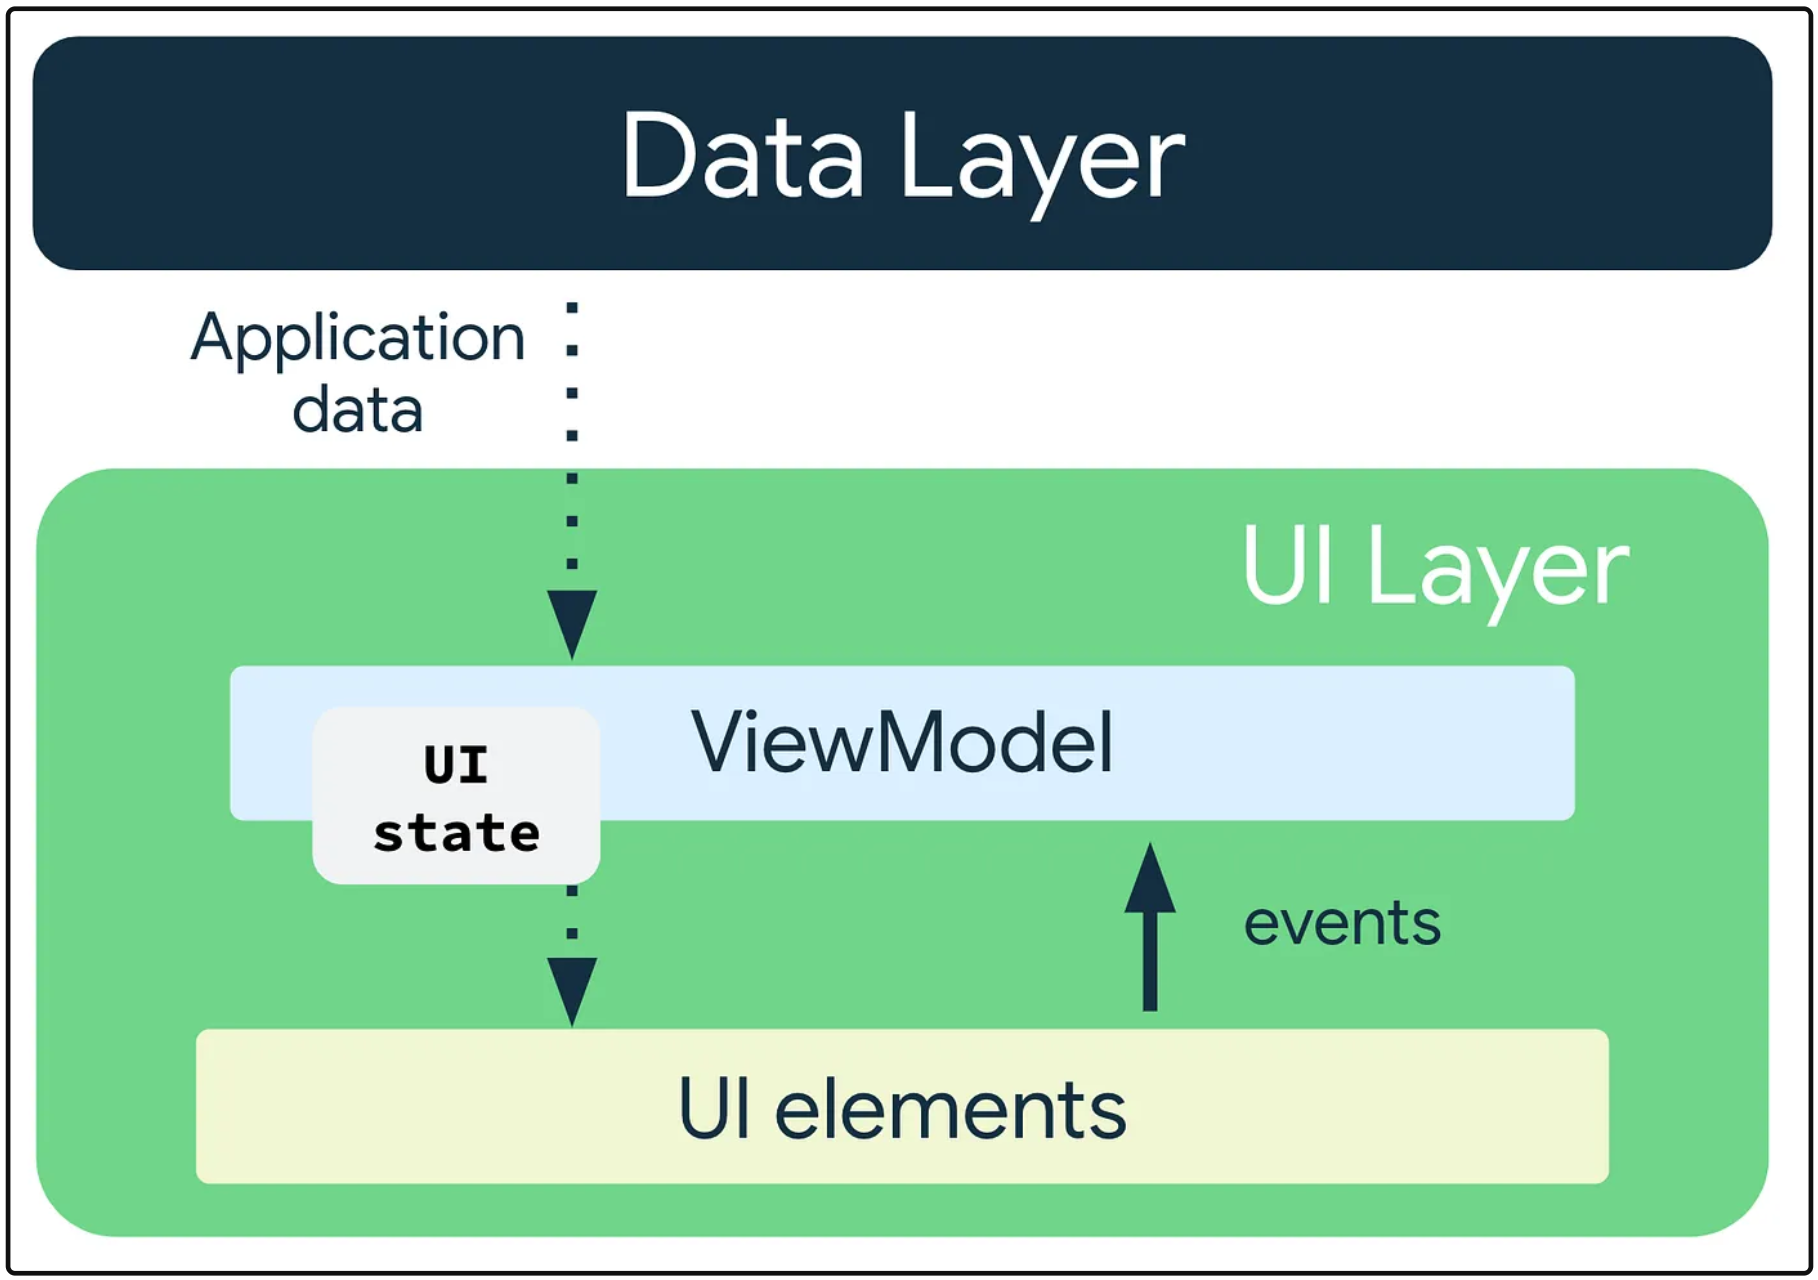 Data Layer
Application
data
UI Layer
ViewModel
UI
state
events
UI elements